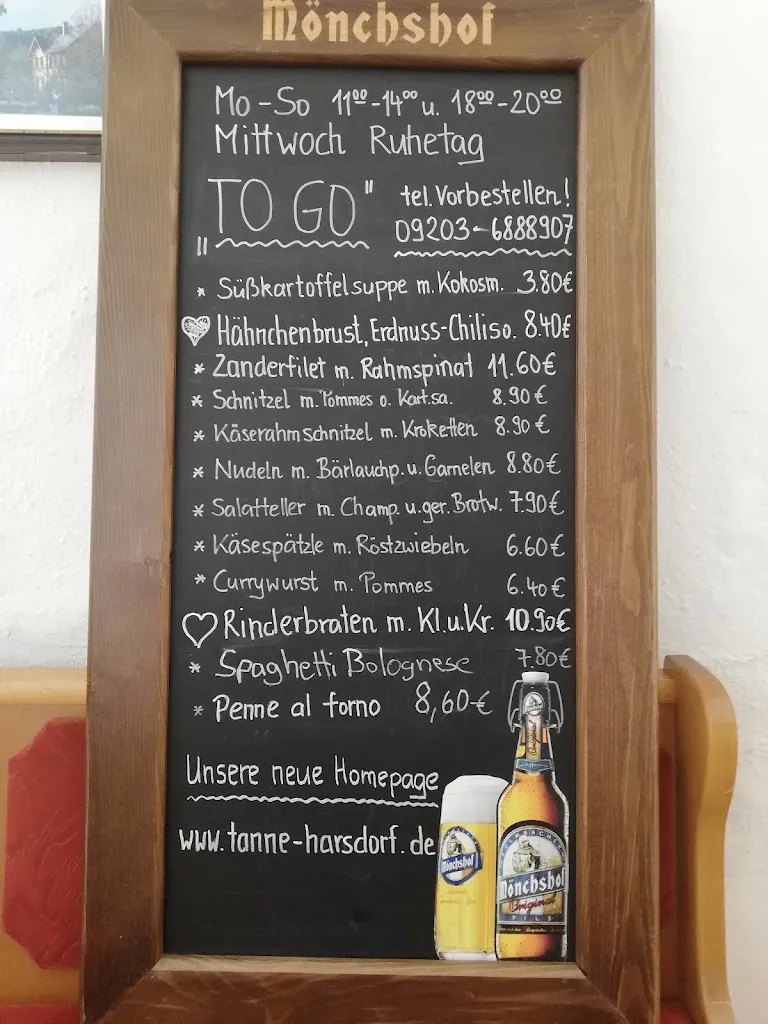 Mönchshof
Mo-So 11⁰⁰-14⁰⁰ u. 18⁰⁰-20⁰⁰
Mittwoch Ruhetag
„TO GO"
tel. Vorbestellen!
09203-6888907
* Süßkartoffelsuppe m. Kokosm. 3.80€
♡ Hähnchenbrust, Erdnuss-Chiliso. 8.40€
* Zanderfilet m. Rahmspinat 11.60€
* Schnitzel m. Pommes o. Kart.sa. 8.90€
* Käserahmschnitzel m. Kroketten 8.90€
* Nudeln m. Bärlauchp. u. Garnelen 8.80€
* Salatteller m. Champ. u. ger. Brotw. 7.90€
* Käsespätzle m. Röstzwiebeln 6.60€
* Currywurst m. Pommes 6.40€
♡ Rinderbraten m. Kl. u. Kr. 10.90€
* Spaghetti Bolognese 7.80€
* Penne al forno 8,60€
Unsere neue Homepage
www.tanne-harsdorf.de
Mönchshof
Mönchshof
Original
PILS